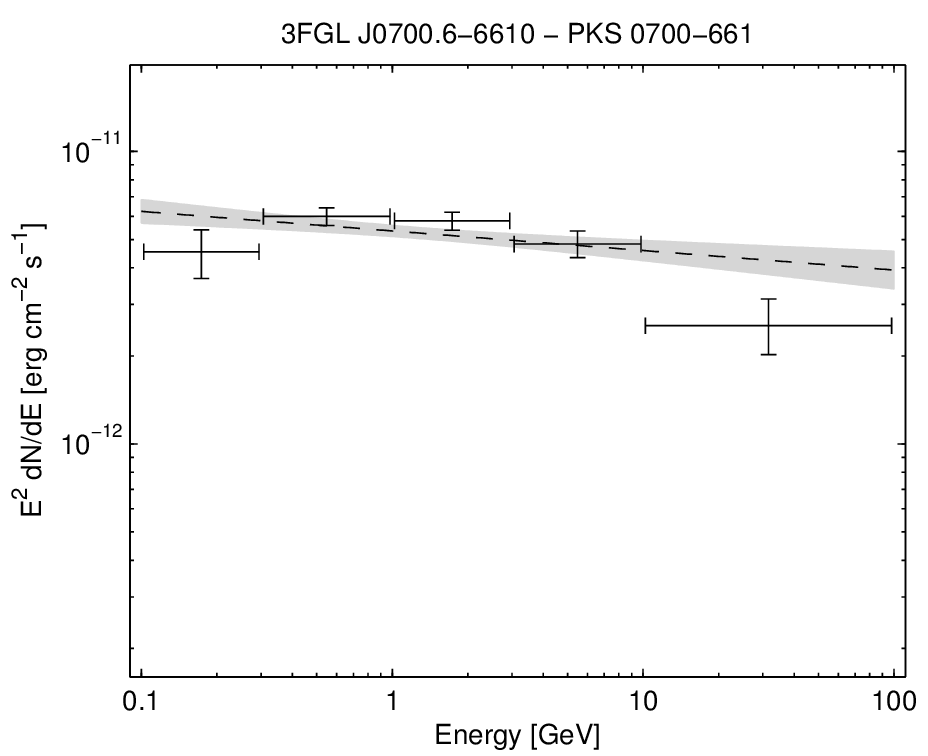 3FGL J0700.6−6610 − PKS 0700−661
10⁻¹¹
10⁻¹²
E² dN/dE [erg cm⁻² s⁻¹]
0.1 1 10 100
Energy [GeV]